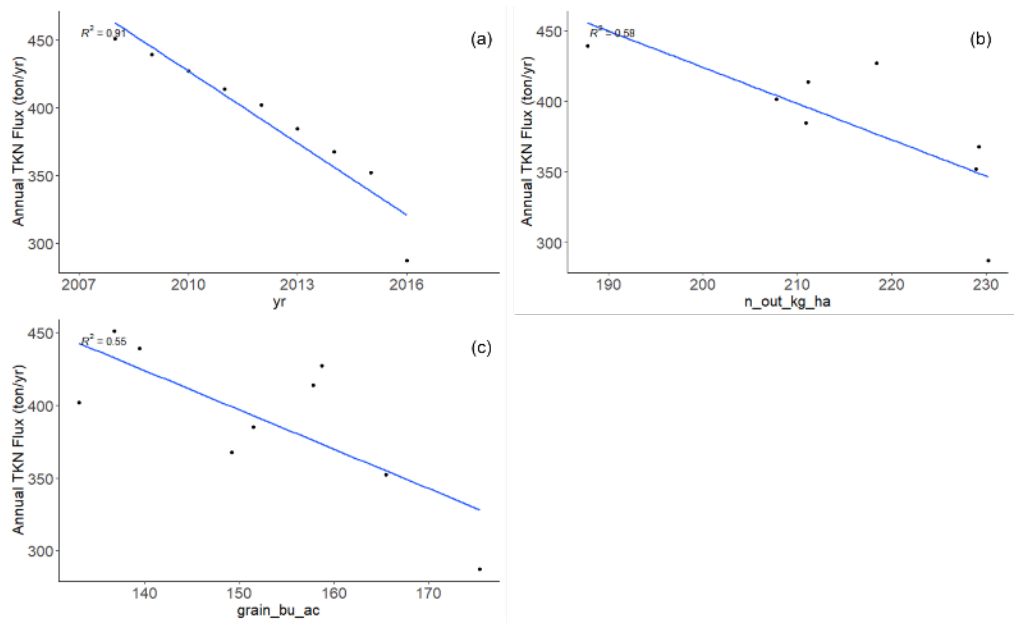 (a)
R² = 0.91
Annual TKN Flux (ton/yr)
450
400
350
300
2007 2010 2013 2016
yr
(b)
R² = 0.58
Annual TKN Flux (ton/yr)
450
400
350
300
190 200 210 220 230
n_out_kg_ha
(c)
R² = 0.55
Annual TKN Flux (ton/yr)
450
400
350
300
140 150 160 170
grain_bu_ac